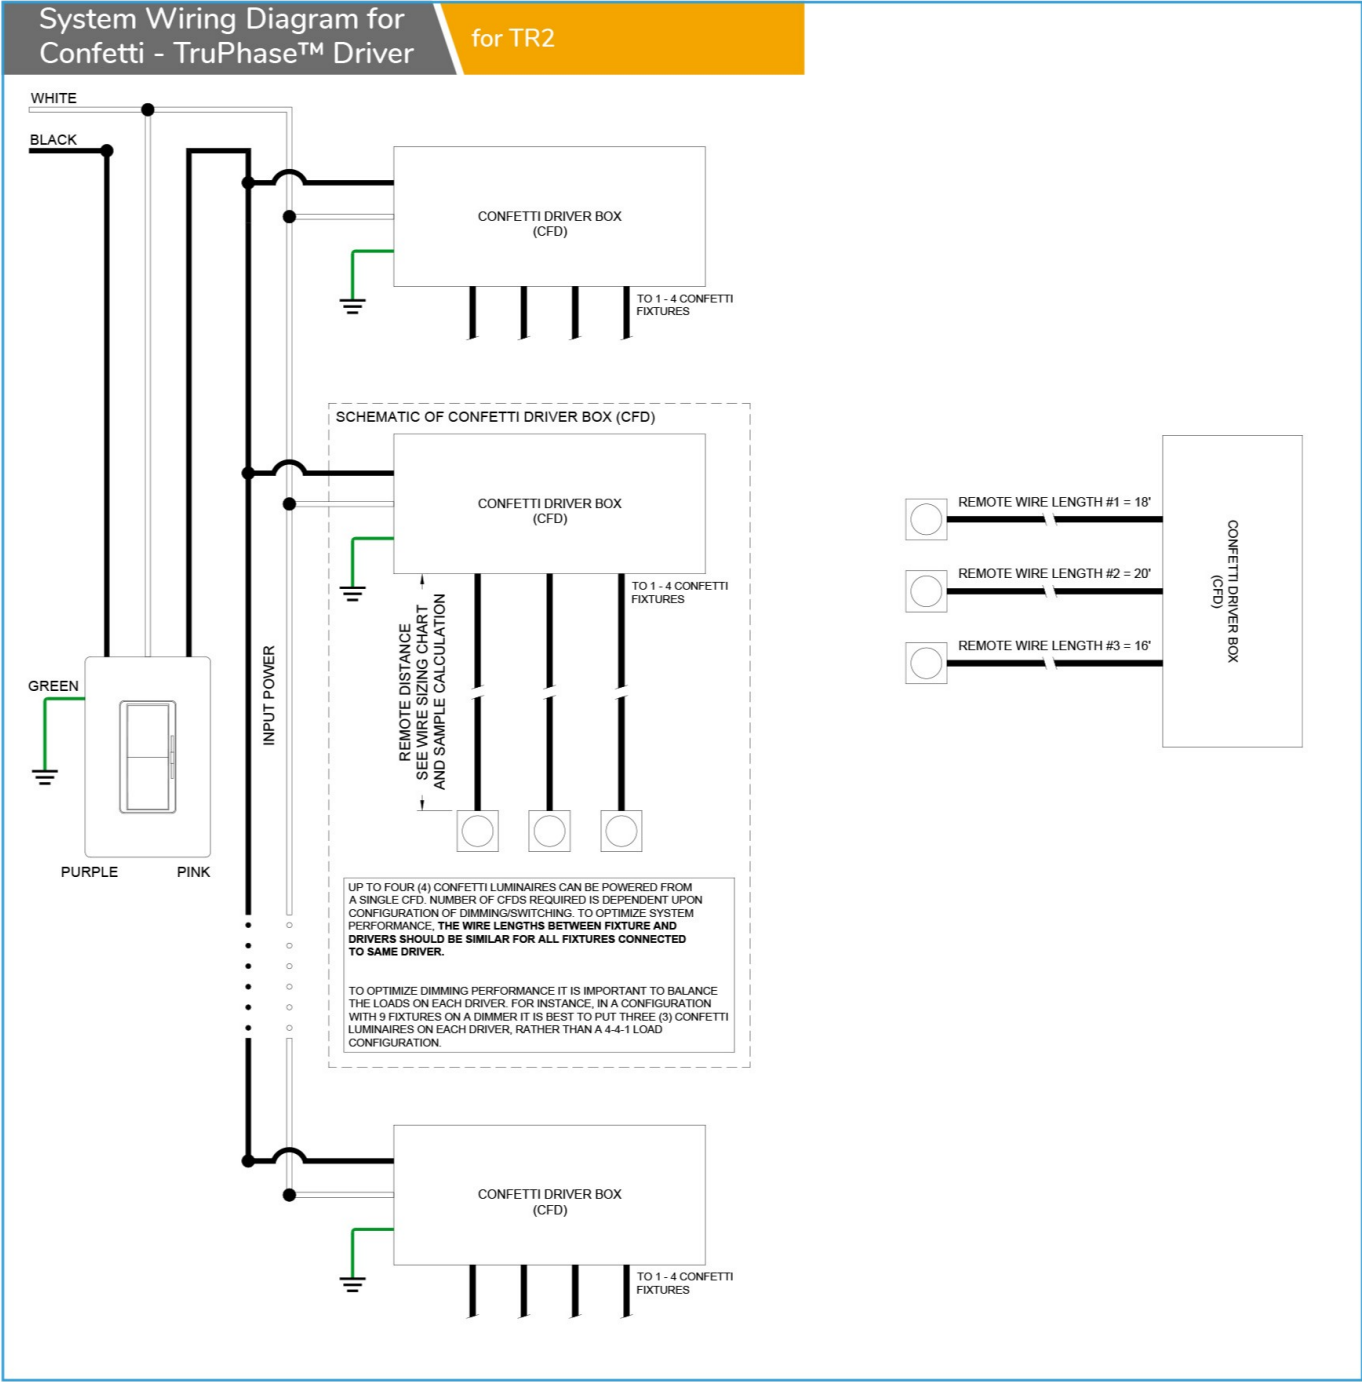 System Wiring Diagram for
Confetti - TruPhase™ Driver
for TR2
WHITE
BLACK
CONFETTI DRIVER BOX
(CFD)
TO 1 - 4 CONFETTI
FIXTURES
SCHEMATIC OF CONFETTI DRIVER BOX (CFD)
CONFETTI DRIVER BOX
(CFD)
TO 1 - 4 CONFETTI
FIXTURES
REMOTE DISTANCE
SEE WIRE SIZING CHART
AND SAMPLE CALCULATION
INPUT POWER
GREEN
PURPLE
PINK
UP TO FOUR (4) CONFETTI LUMINAIRES CAN BE POWERED FROM
A SINGLE CFD. NUMBER OF CFDS REQUIRED IS DEPENDENT UPON
CONFIGURATION OF DIMMING/SWITCHING. TO OPTIMIZE SYSTEM
PERFORMANCE, THE WIRE LENGTHS BETWEEN FIXTURE AND
DRIVERS SHOULD BE SIMILAR FOR ALL FIXTURES CONNECTED
TO SAME DRIVER.
TO OPTIMIZE DIMMING PERFORMANCE IT IS IMPORTANT TO BALANCE
THE LOADS ON EACH DRIVER. FOR INSTANCE, IN A CONFIGURATION
WITH 9 FIXTURES ON A DIMMER IT IS BEST TO PUT THREE (3) CONFETTI
LUMINAIRES ON EACH DRIVER, RATHER THAN A 4-4-1 LOAD
CONFIGURATION.
CONFETTI DRIVER BOX
(CFD)
TO 1 - 4 CONFETTI
FIXTURES
REMOTE WIRE LENGTH #1 = 18'
REMOTE WIRE LENGTH #2 = 20'
REMOTE WIRE LENGTH #3 = 16'
CONFETTI DRIVER BOX
(CFD)